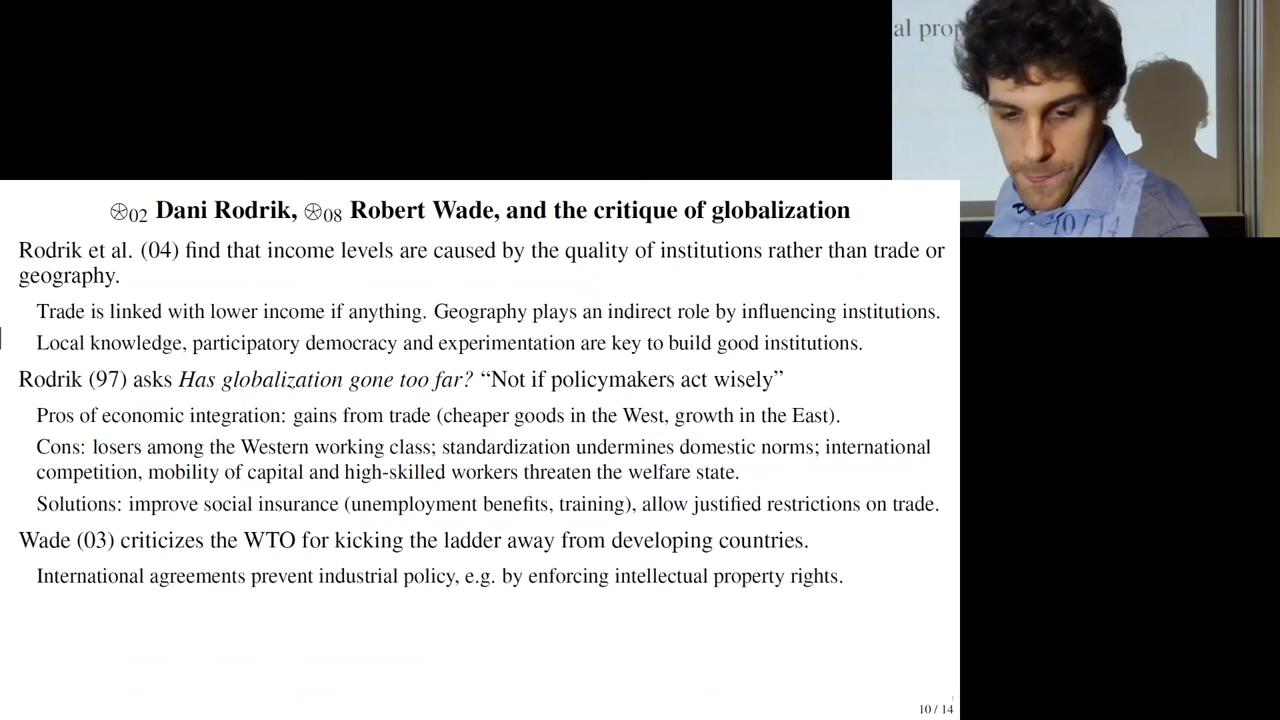 al prop
⊛02 Dani Rodrik, ⊛08 Robert Wade, and the critique of globalization
Rodrik et al. (04) find that income levels are caused by the quality of institutions rather than trade or
geography.
Trade is linked with lower income if anything. Geography plays an indirect role by influencing institutions.
Local knowledge, participatory democracy and experimentation are key to build good institutions.
Rodrik (97) asks Has globalization gone too far? “Not if policymakers act wisely”
Pros of economic integration: gains from trade (cheaper goods in the West, growth in the East).
Cons: losers among the Western working class; standardization undermines domestic norms; international
competition, mobility of capital and high-skilled workers threaten the welfare state.
Solutions: improve social insurance (unemployment benefits, training), allow justified restrictions on trade.
Wade (03) criticizes the WTO for kicking the ladder away from developing countries.
International agreements prevent industrial policy, e.g. by enforcing intellectual property rights.
10 / 14
10 / 14